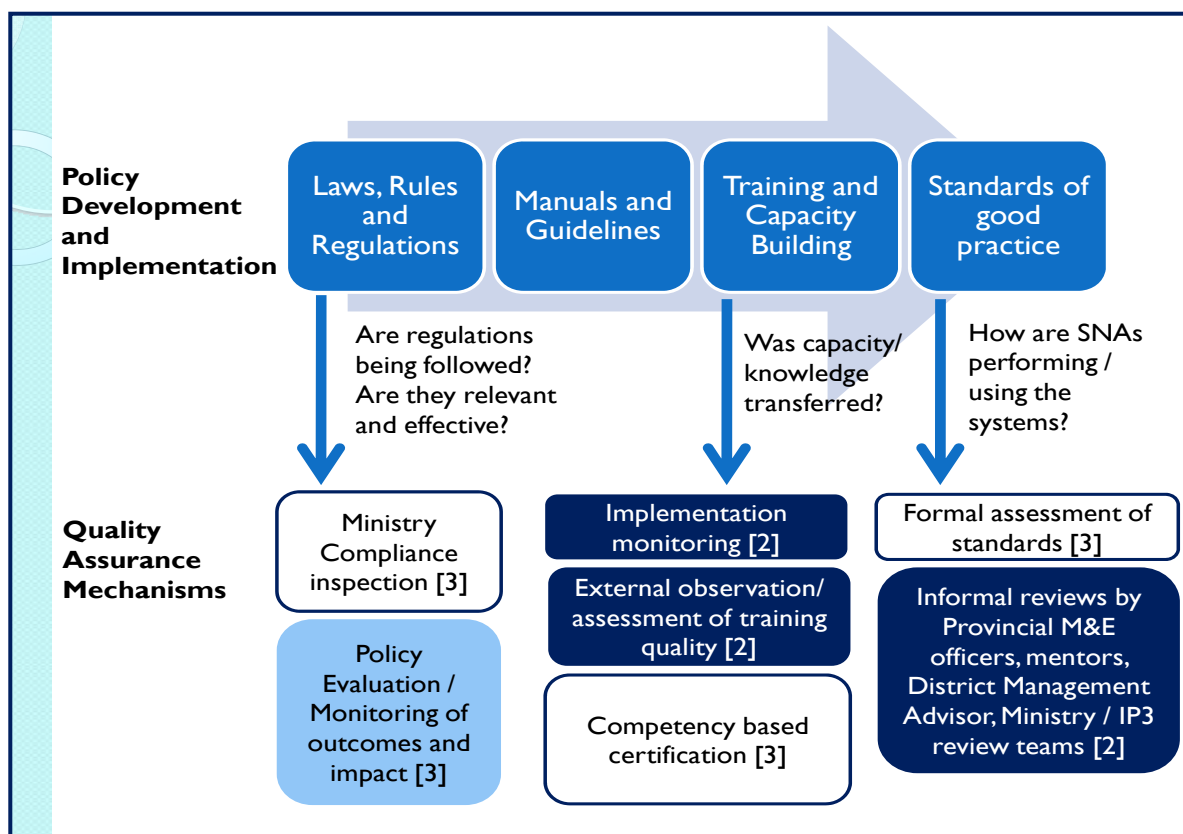 Policy
Development
and
Implementation
Laws, Rules
and
Regulations
Manuals and
Guidelines
Training and
Capacity
Building
Standards of
good
practice
Are regulations
being followed?
Are they relevant
and effective?
Was capacity/
knowledge
transferred?
How are SNAs
performing /
using the
systems?
Quality
Assurance
Mechanisms
Ministry
Compliance
inspection [3]
Policy
Evaluation /
Monitoring of
outcomes and
impact [3]
Implementation
monitoring [2]
External observation/
assessment of training
quality [2]
Competency based
certification [3]
Formal assessment of
standards [3]
Informal reviews by
Provincial M&E
officers, mentors,
District Management
Advisor, Ministry / IP3
review teams [2]